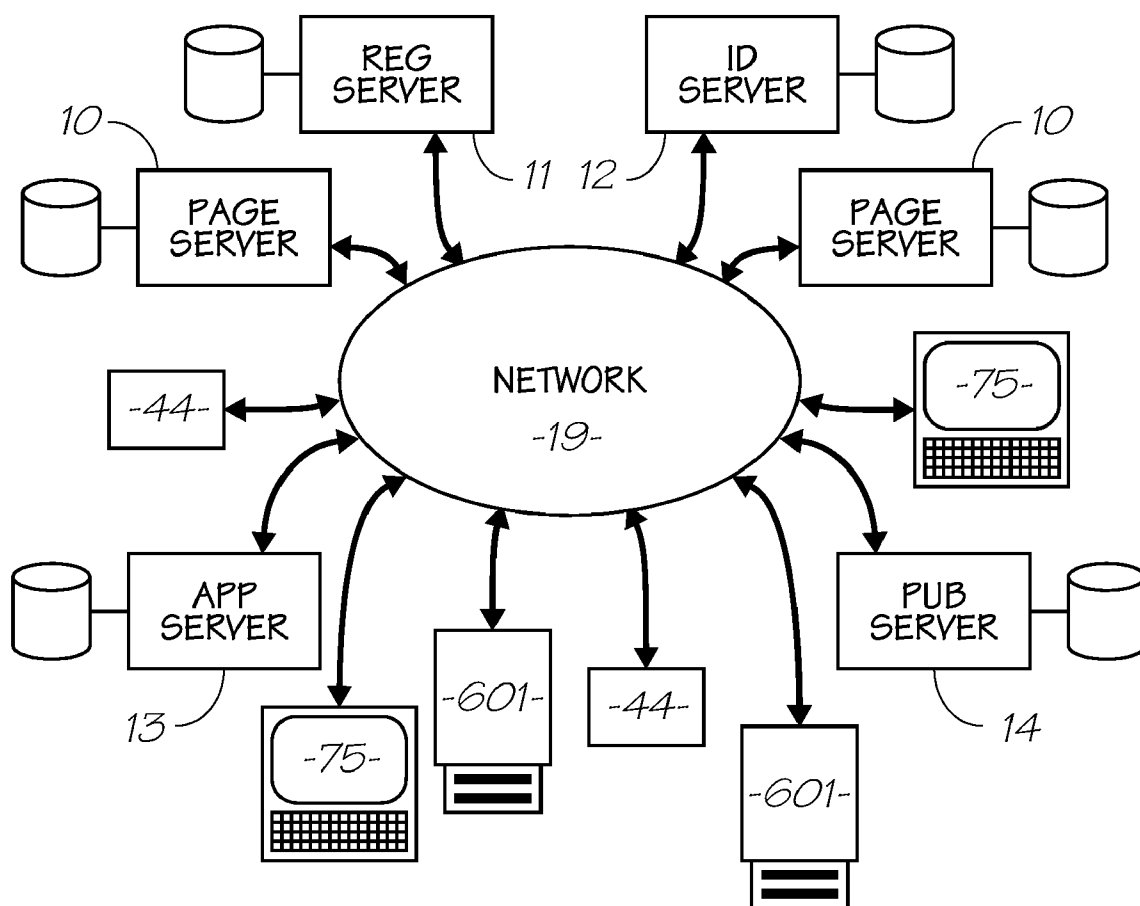 REG
SERVER
ID
SERVER
10
11
12
10
PAGE
SERVER
PAGE
SERVER
NETWORK
-19-
-44-
-75-
APP
SERVER
PUB
SERVER
-601-
-44-
13
14
-75-
-601-